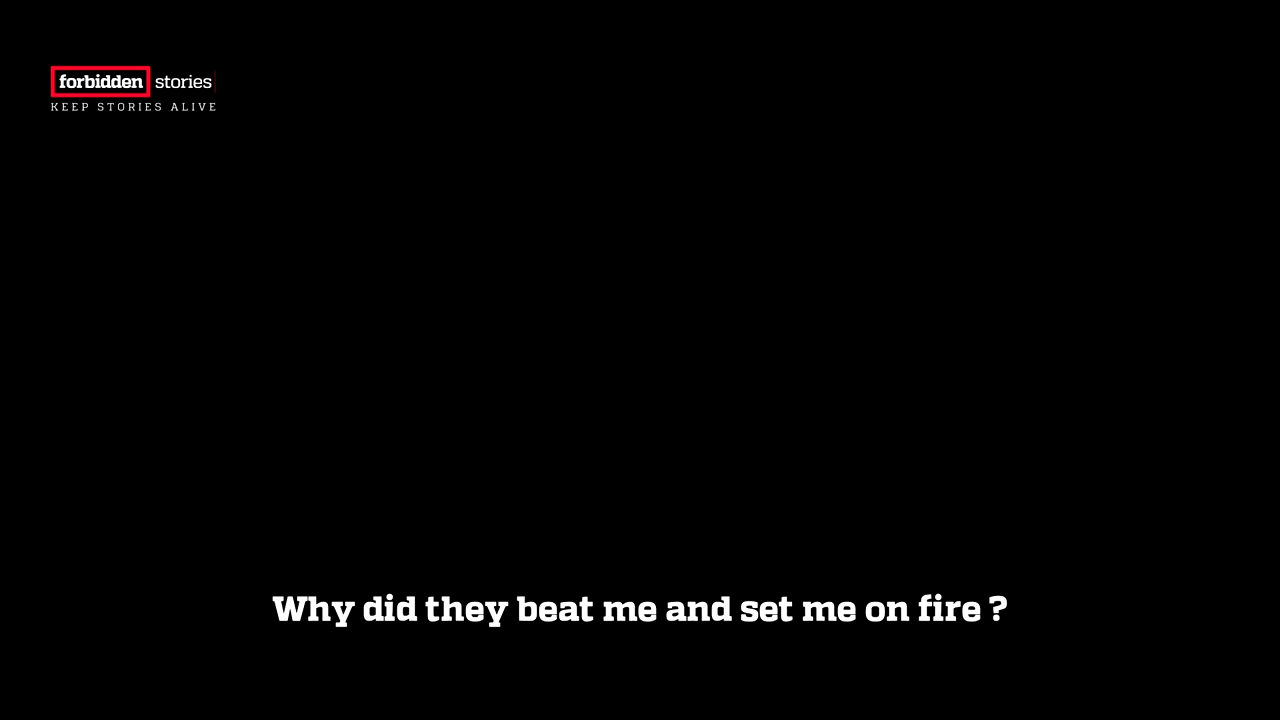 forbidden stories
KEEP STORIES ALIVE
Why did they beat me and set me on fire ?